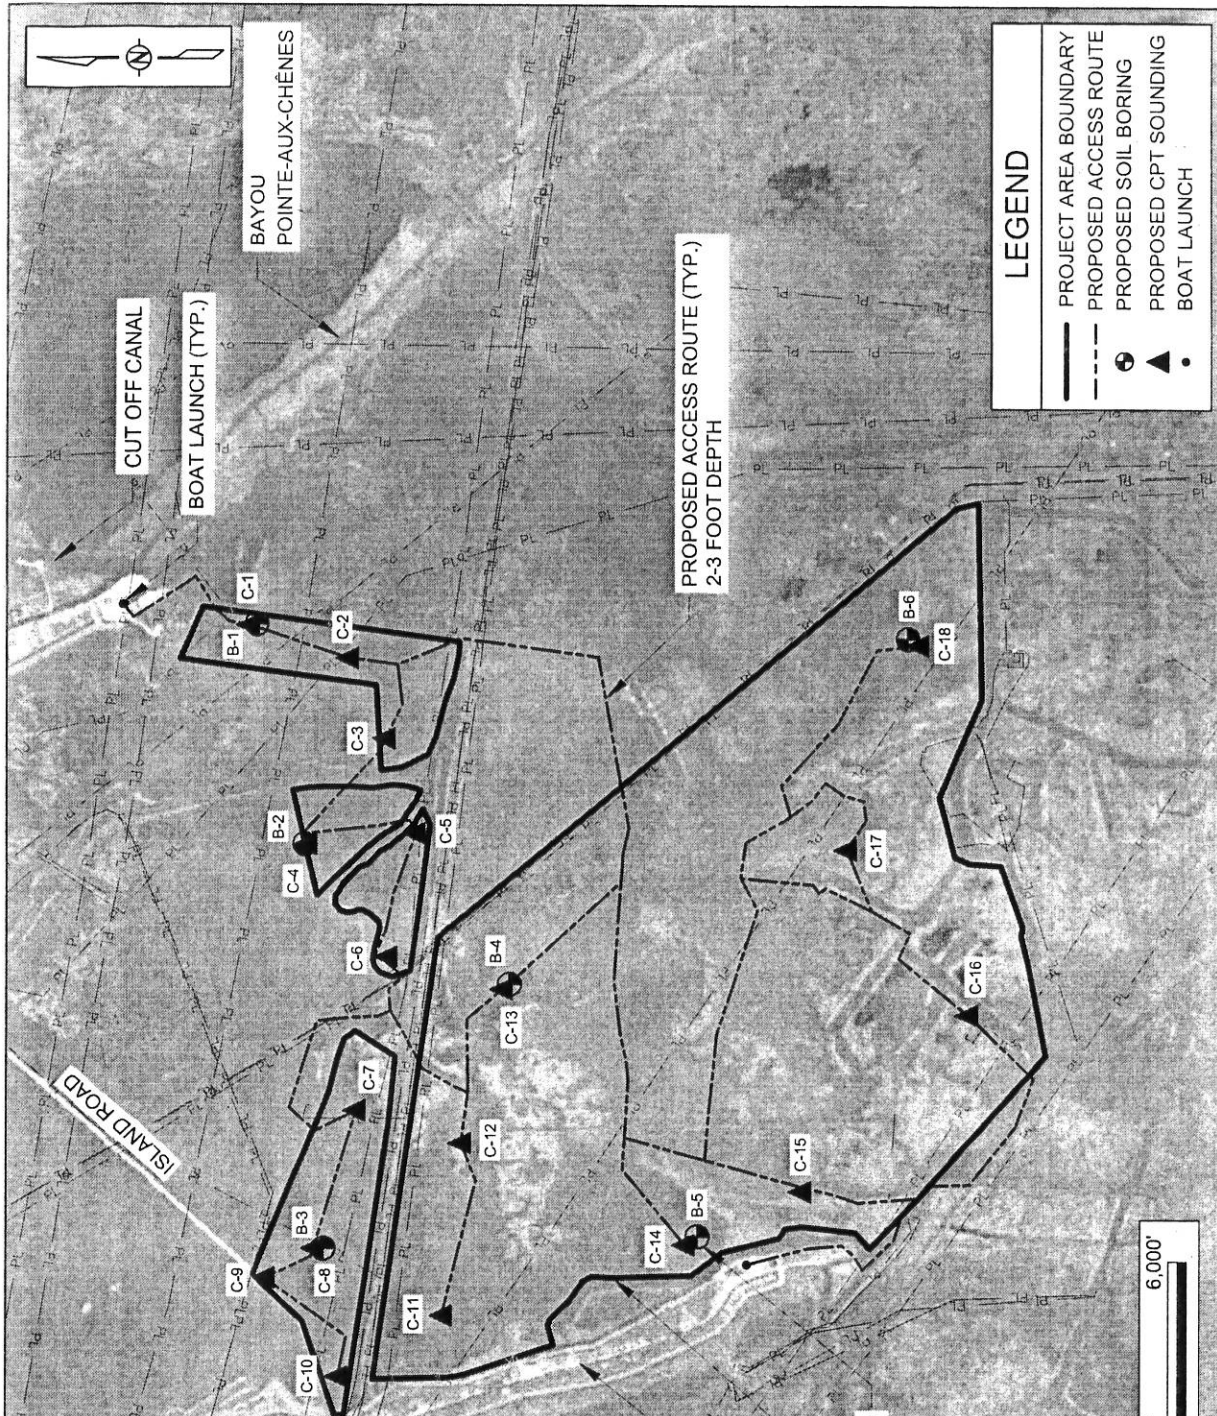 N
BAYOU
POINTE-AUX-CHÊNES
CUT OFF CANAL
BOAT LAUNCH (TYP.)
C-1
B-1
C-2
C-3
B-2
C-4
C-5
C-6
ISLAND ROAD
C-7
B-3
C-8
C-9
C-10
PROPOSED ACCESS ROUTE (TYP.)
2-3 FOOT DEPTH
B-4
C-13
C-12
C-11
B-6
C-18
C-17
C-16
C-15
B-5
C-14
LEGEND
PROJECT AREA BOUNDARY
PROPOSED ACCESS ROUTE
PROPOSED SOIL BORING
PROPOSED CPT SOUNDING
BOAT LAUNCH
6,000'